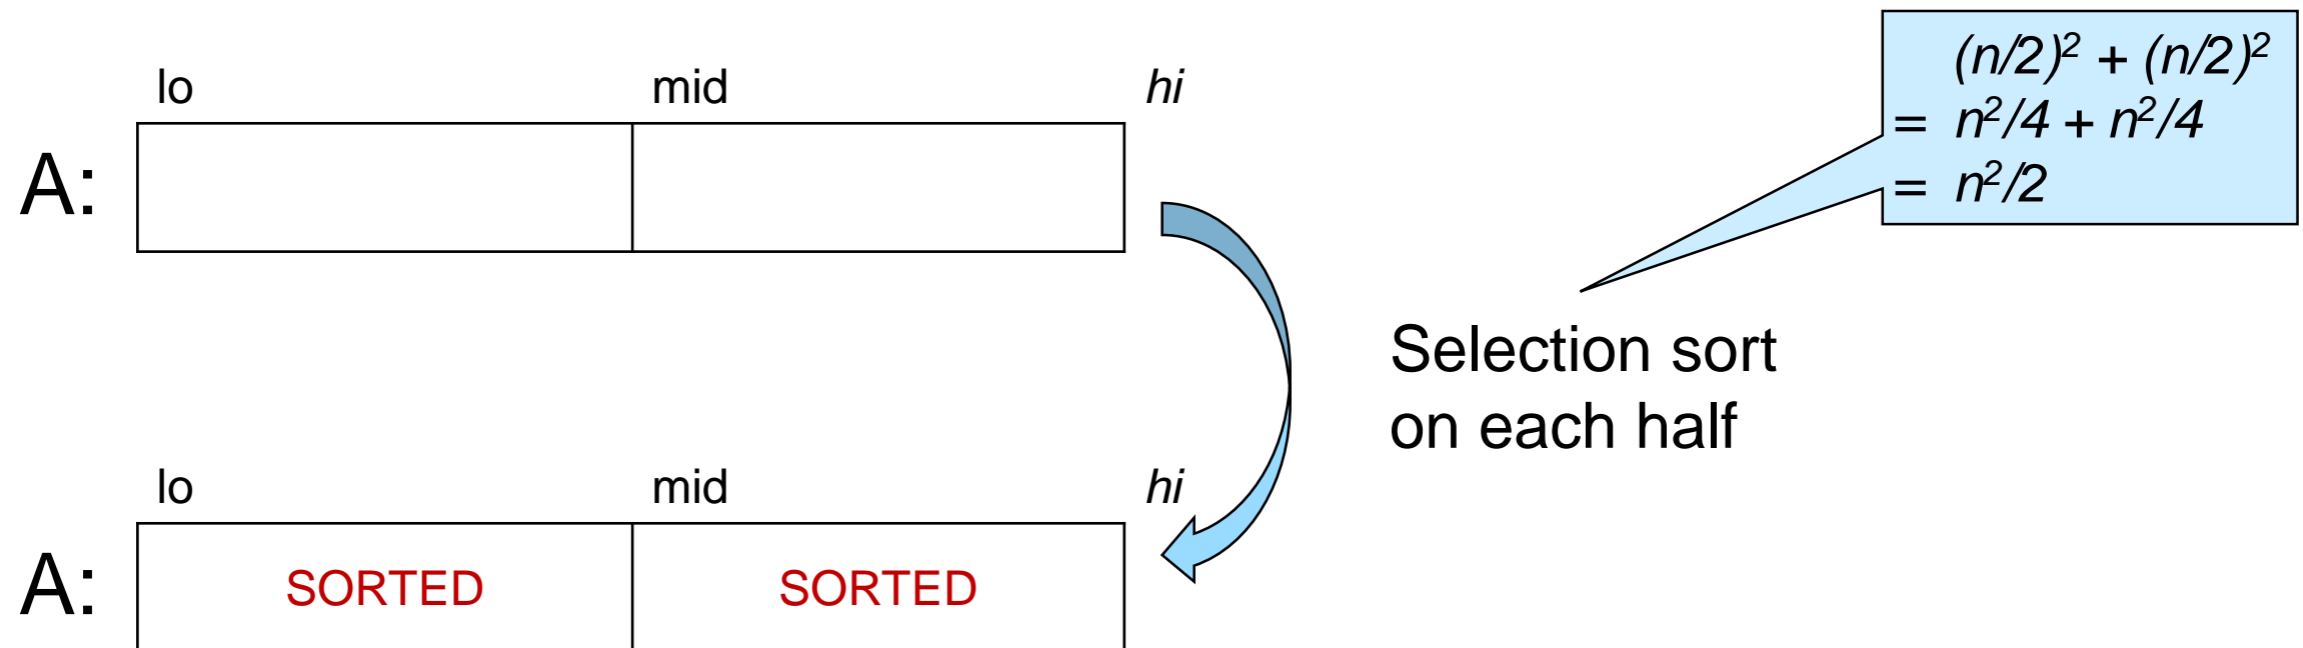 lo mid hi
A:
(n/2)² + (n/2)²
= n²/4 + n²/4
= n²/2
Selection sort
on each half
lo mid hi
A: SORTED SORTED